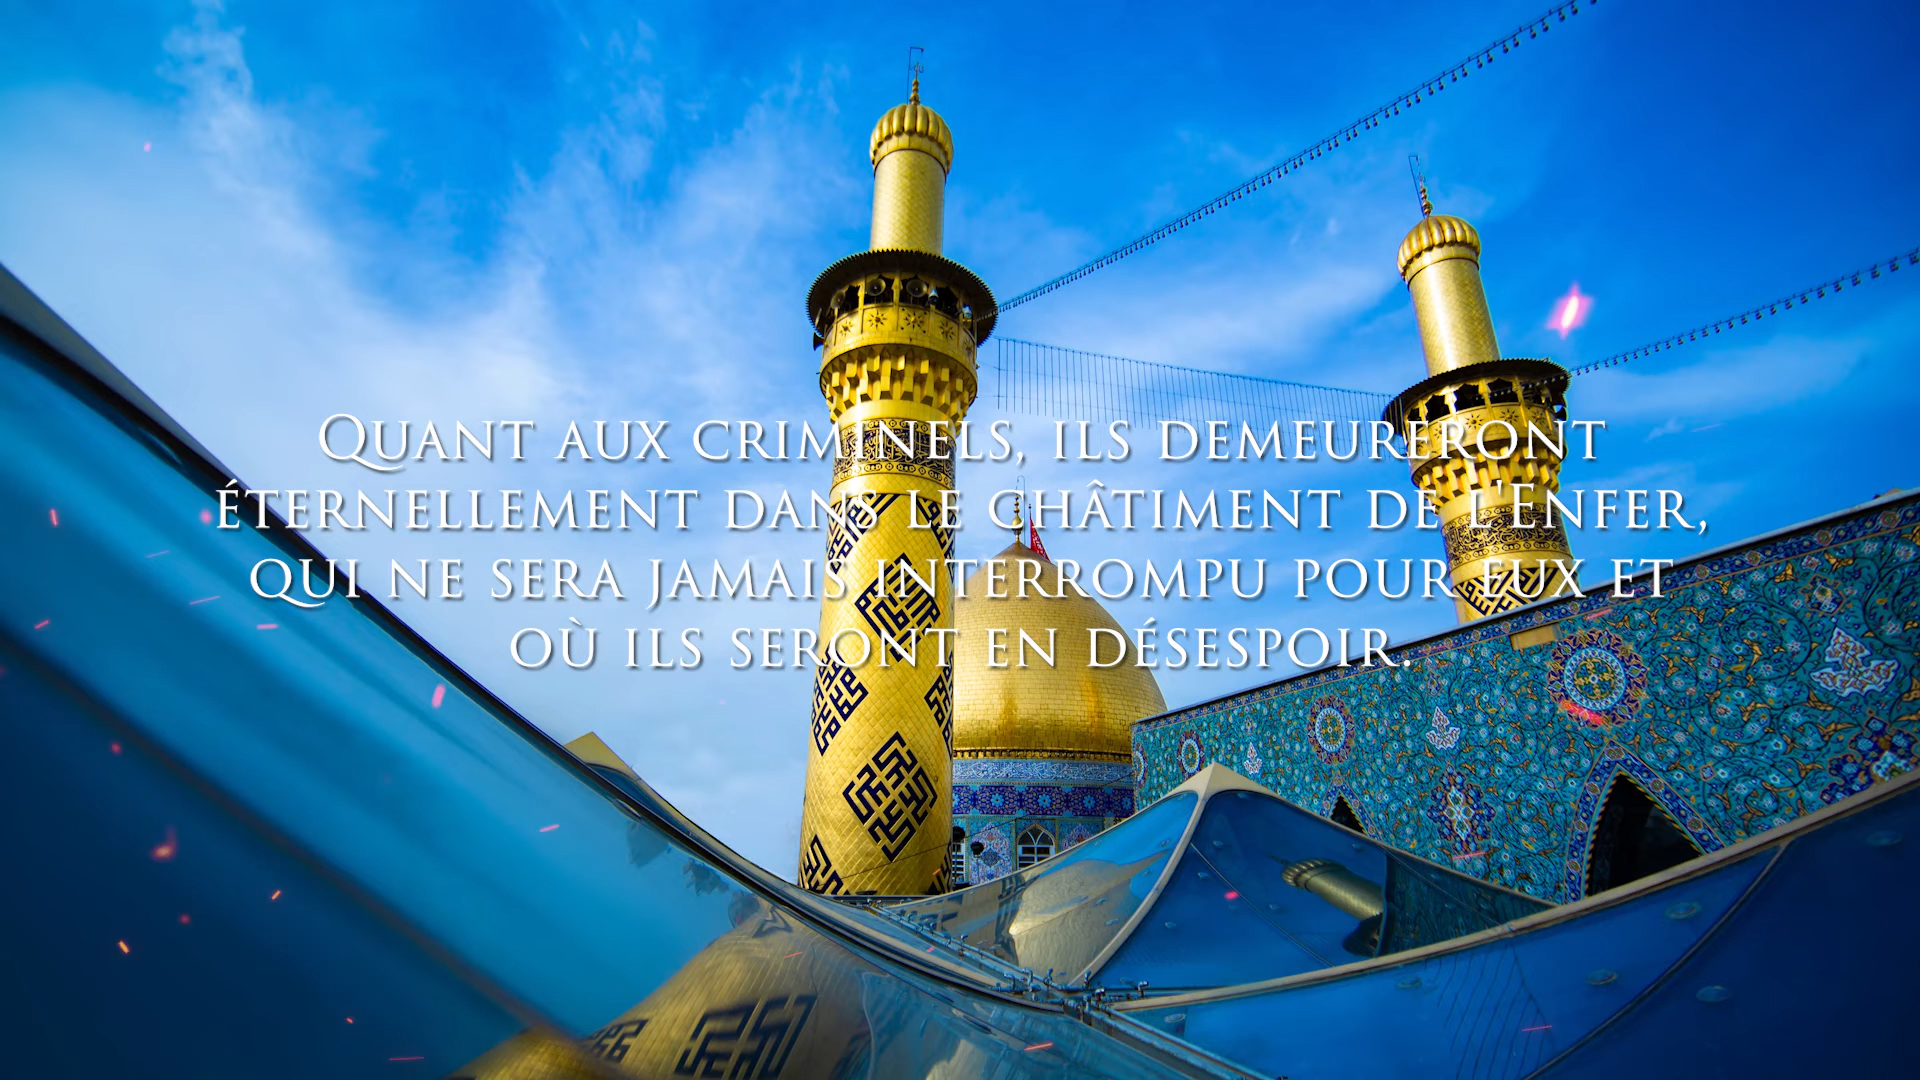 Quant aux criminels, ils demeureront
éternellement dans le châtiment de l'Enfer,
qui ne sera jamais interrompu pour eux et
où ils seront en désespoir.